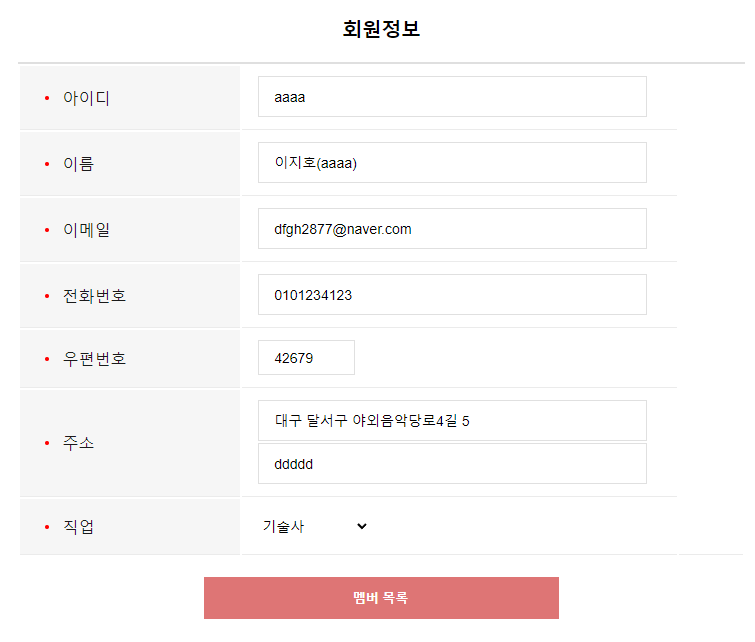 회원정보
아이디 aaaa
이름 이지호(aaaa)
이메일 dfgh2877@naver.com
전화번호 0101234123
우편번호 42679
주소 대구 달서구 야외음악당로4길 5
ddddd
직업 기술사
멤버 목록